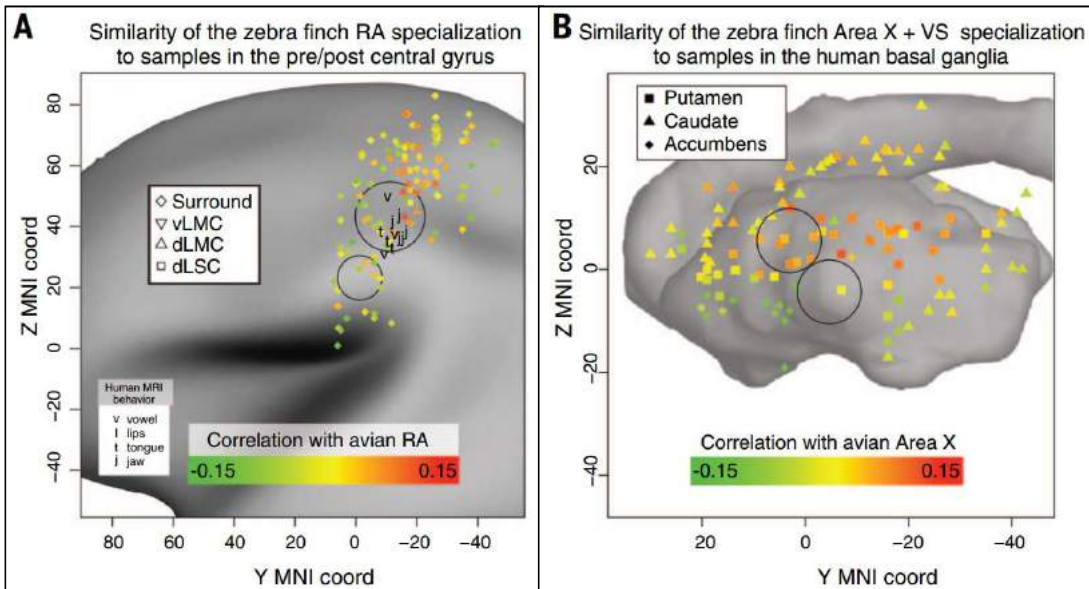 A
Similarity of the zebra finch RA specialization
to samples in the pre/post central gyrus
80
60
40
20
0
−20
−40
Z MNI coord
Surround
vLMC
dLMC
dLSC
v
j
t
v
Human MRI
behavior
v vowel
l lips
t tongue
j jaw
Correlation with avian RA
-0.15
0.15
80
60
40
20
0
−20
−40
Y MNI coord
B
Similarity of the zebra finch Area X + VS specialization
to samples in the human basal ganglia
Putamen
Caudate
Accumbens
20
0
−20
−40
Z MNI coord
Correlation with avian Area X
-0.15
0.15
20
0
−20
−40
Y MNI coord